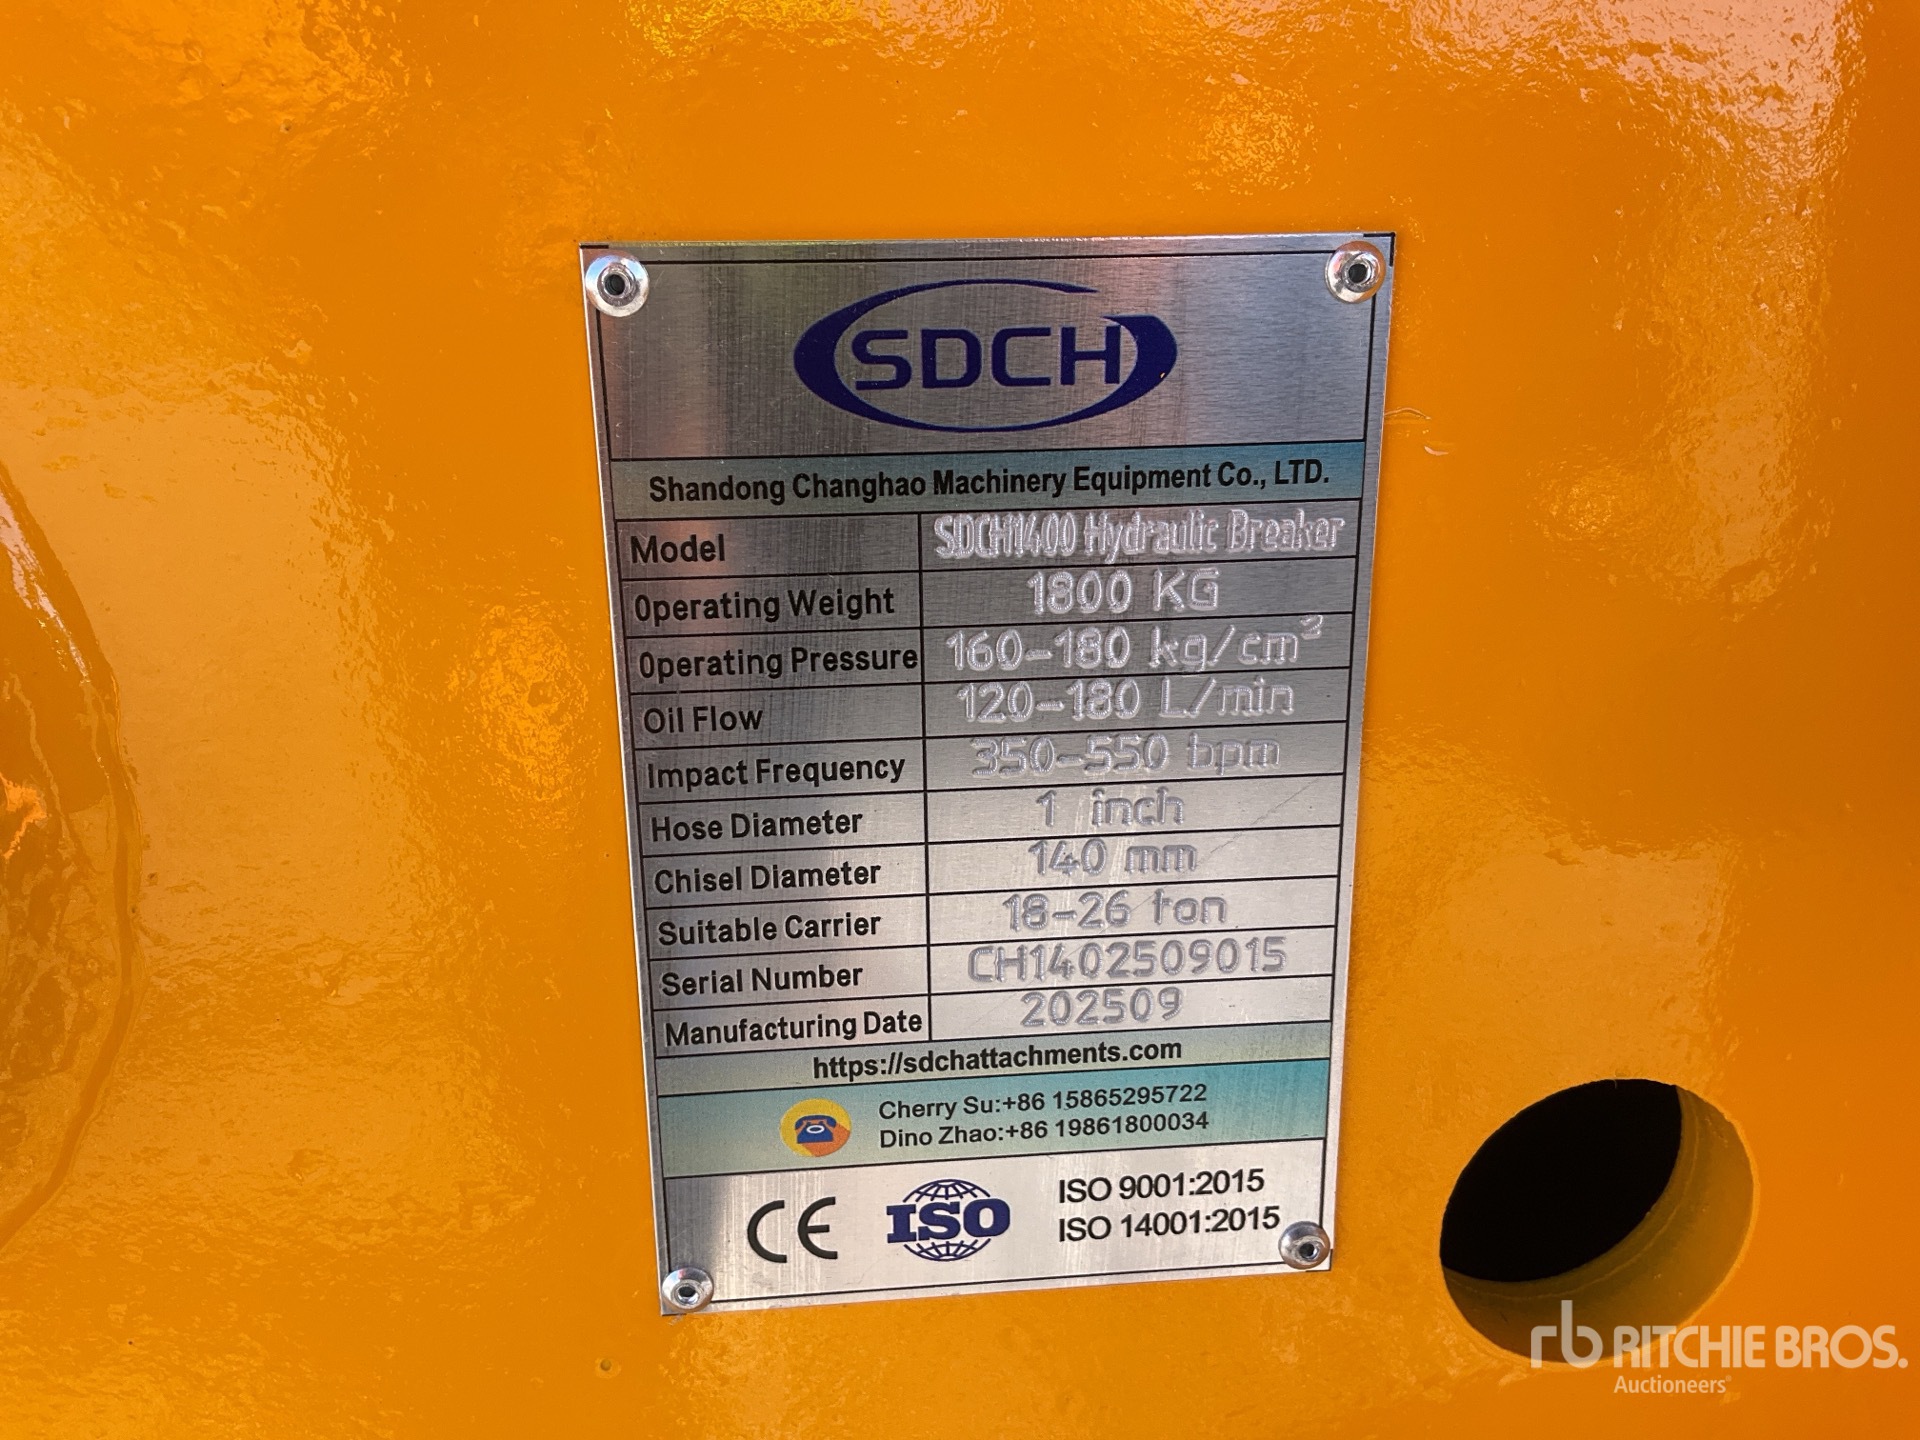 SDCH
Shandong Changhao Machinery Equipment Co., LTD.
Model SDCH1400 Hydraulic Breaker
Operating Weight 1800 KG
Operating Pressure 160-180 kg/cm²
Oil Flow 120-180 L/min
Impact Frequency 350-550 bpm
Hose Diameter 1 inch
Chisel Diameter 140 mm
Suitable Carrier 18-26 ton
Serial Number CH1402509015
Manufacturing Date 202509
https://sdchattachments.com
Cherry Su:+86 15865295722
Dino Zhao:+86 19861800034
CE ISO ISO 9001:2015
ISO 14001:2015
rb RITCHIE BROS.
Auctioneers